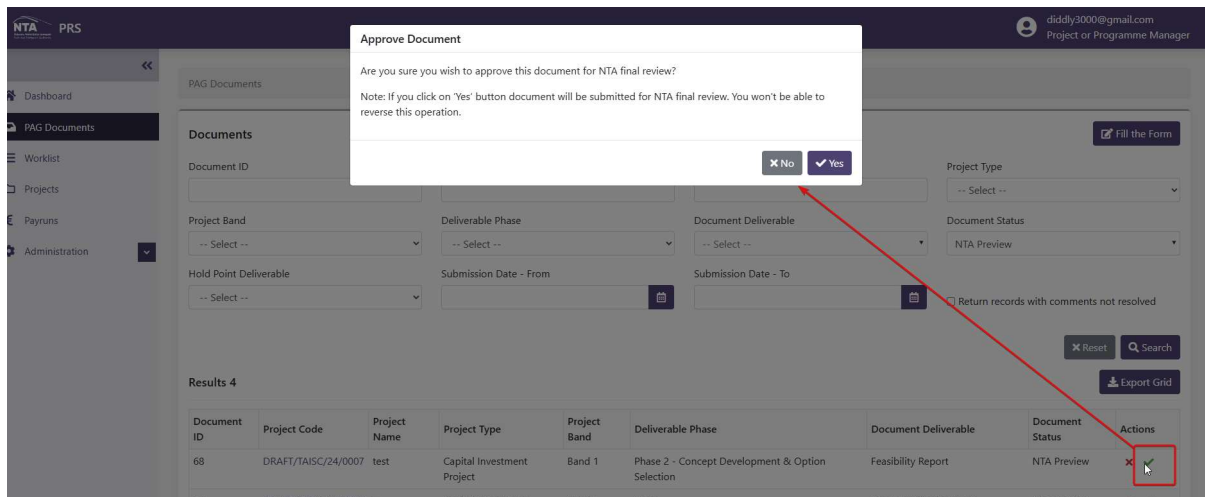 NTA PRS
diddly3000@gmail.com
Project or Programme Manager
Approve Document
Are you sure you wish to approve this document for NTA final review?
Note: If you click on 'Yes' button document will be submitted for NTA final review. You won't be able to
reverse this operation.
No Yes
Dashboard
PAG Documents
Worklist
Projects
Payruns
Administration
PAG Documents
Documents Fill the Form
Document ID Project Type
-- Select --
Project Band Deliverable Phase Document Deliverable Document Status
-- Select -- -- Select -- -- Select -- NTA Preview
Hold Point Deliverable Submission Date - From Submission Date - To
-- Select -- Return records with comments not resolved
Reset Search
Results 4 Export Grid
Document ID Project Code Project Name Project Type Project Band Deliverable Phase Document Deliverable Document Status Actions
68 DRAFT/TAISC/24/0007 test Capital Investment Project Band 1 Phase 2 - Concept Development & Option Selection Feasibility Report NTA Preview